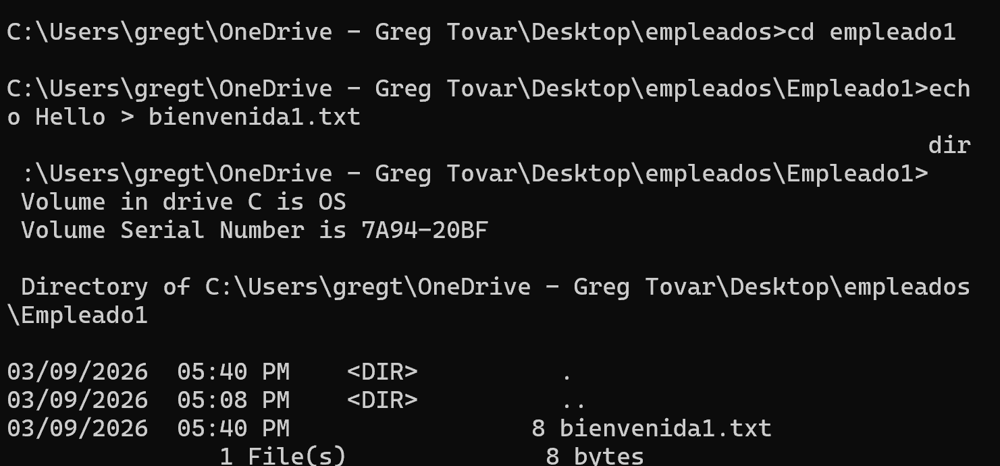 C:\Users\gregt\OneDrive - Greg Tovar\Desktop\empleados>cd empleado1
C:\Users\gregt\OneDrive - Greg Tovar\Desktop\empleados\Empleado1>ech
o Hello > bienvenida1.txt
dir
:\Users\gregt\OneDrive - Greg Tovar\Desktop\empleados\Empleado1>
Volume in drive C is OS
Volume Serial Number is 7A94-20BF
Directory of C:\Users\gregt\OneDrive - Greg Tovar\Desktop\empleados
\Empleado1
03/09/2026  05:40 PM    <DIR>          .
03/09/2026  05:08 PM    <DIR>          ..
03/09/2026  05:40 PM                 8 bienvenida1.txt
1 File(s)              8 bytes